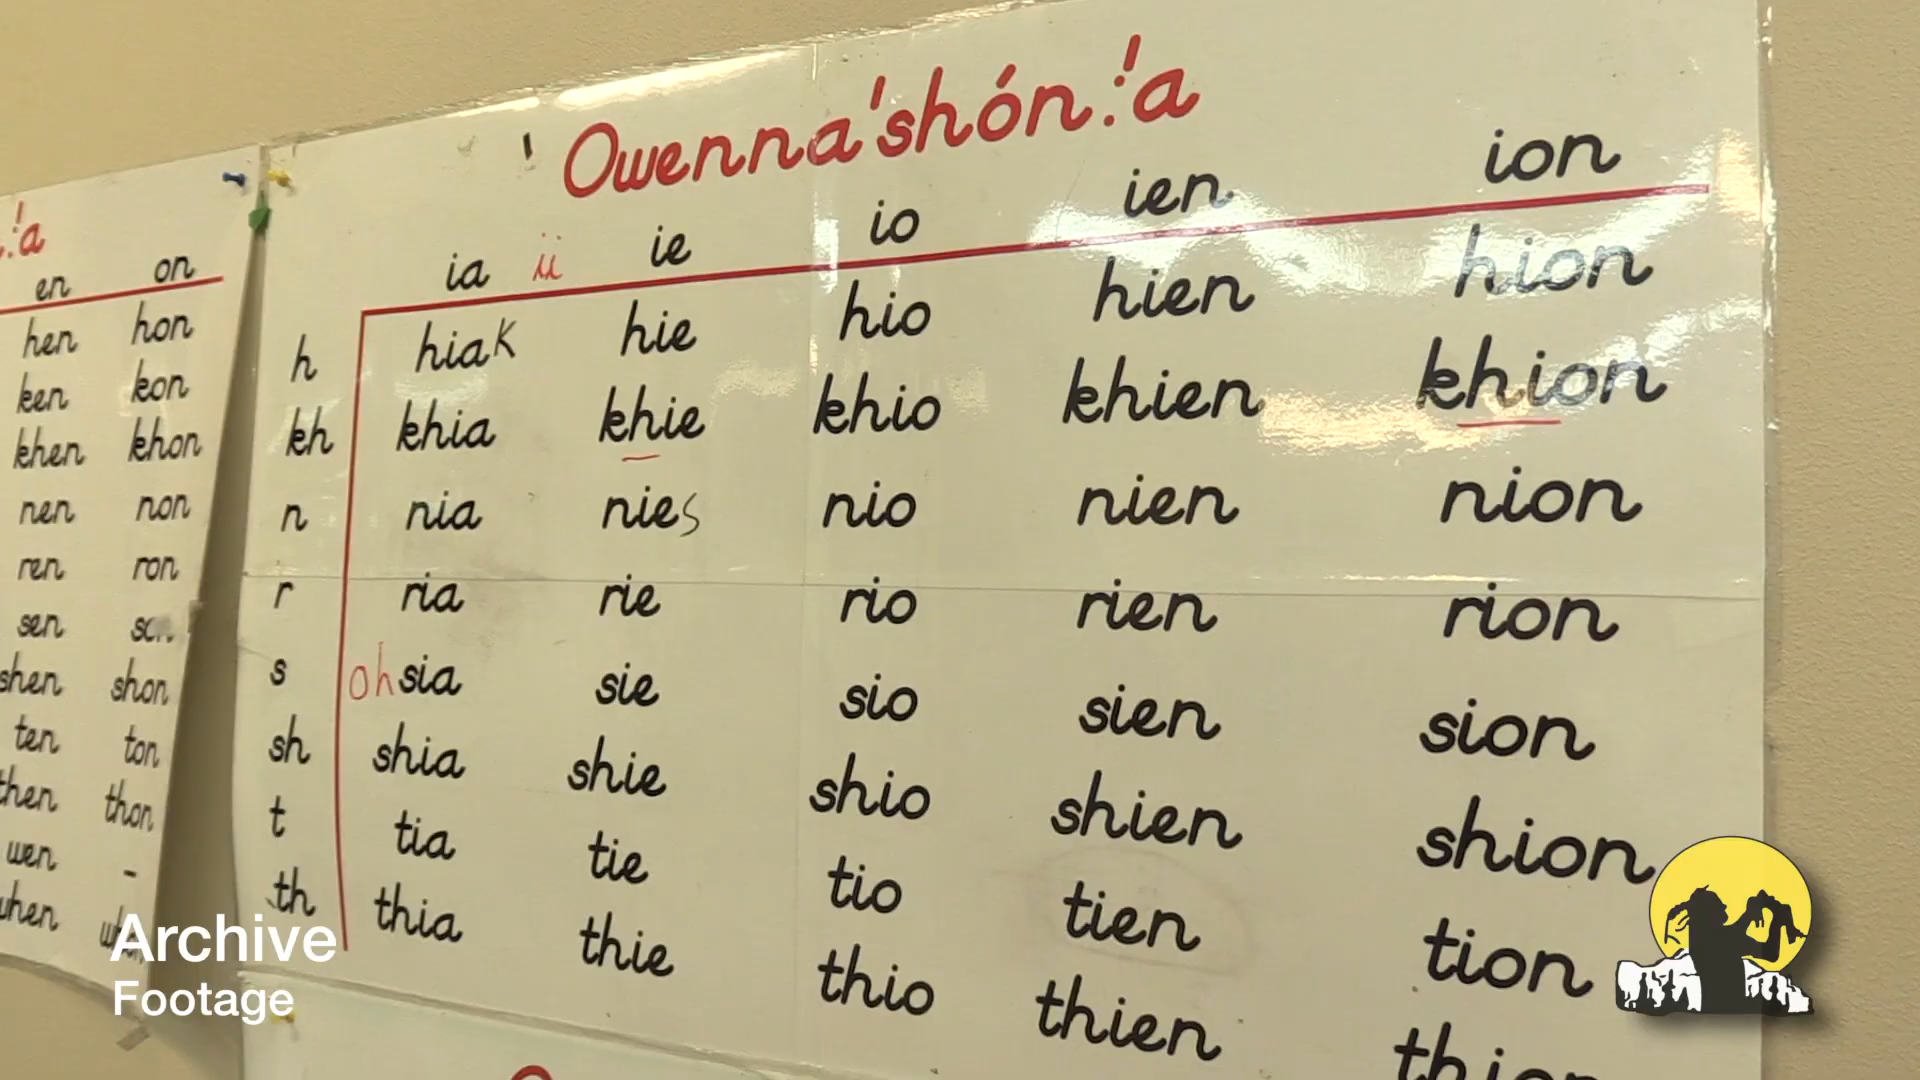 .!a
en on
hen hon
ken kon
khen khon
nen non
ren ron
sen
shen shon
ten ton
then thon
wen -
when
' Owenna'shón:'a
ia ii ie io ien ion
h hiak hie hio hien hion
kh khia khie khio khien khion
n nia nies nio nien nion
r ria rie rio rien rion
s ohsia sie sio sien sion
sh shia shie shio shien shion
t tia tie tio tien tion
th thia thie thio thien
Archive
Footage